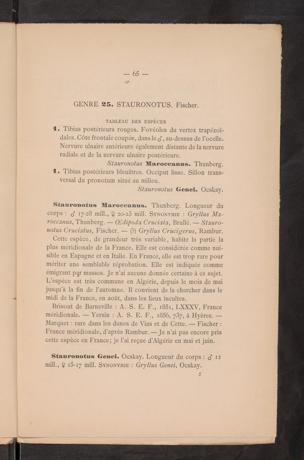 — 66 —
GENRE 25. STAURONOTUS. Fischer.
TABLEAU DES ESPÈCES
1. Tibias postérieurs rouges. Fovéoles du vertex trapézoï-
dales. Côte frontale coupée, dans le ♂, au-dessus de l'ocelle.
Nervure ulnaire antérieure également distante de la nervure
radiale et de la nervure ulnaire postérieure.
Stauronotus Maroccanus. Thunberg.
1. Tibias postérieurs bleuâtres. Occiput lisse. Sillon trans-
versal du pronotum situé au milieu.
Stauronotus Genei. Ocskay.
Stauronotus Maroccanus. Thunberg. Longueur du
corps : ♂ 17-28 mill., ♀ 20-33 mill. SYNONYMIE : Gryllus Ma-
roccanus, Thunberg. — Œdipoda Cruciata, Brullé. — Stauro-
notus Cruciatus, Fischer. — (?) Gryllus Crucigerus, Rambur.
Cette espèce, de grandeur très variable, habite la partie la
plus méridionale de la France. Elle est considérée comme nui-
sible en Espagne et en Italie. En France, elle est trop rare pour
mériter une semblable réprobation. Elle est indiquée comme
émigrant par masses. Je n'ai aucune donnée certaine à ce sujet.
L'espèce est très commune en Algérie, depuis le mois de mai
jusqu'à la fin de l'automne. Il convient de la chercher dans le
midi de la France, en août, dans les lieux incultes.
Brisout de Barneville : A. S. E. F., LXXXV, France
méridionale. — Yersin : A. S. E. F., 1856, 737, à Hyères. —
Marquet : rare dans les dunes de Vias et de Cette. — Fischer :
France méridionale, d'après Rambur. — Je n'ai pas encore pris
cette espèce en France; je l'ai reçue d'Algérie en mai et juin.
Stauronotus Genei. Ocskay. Longueur du corps : ♂ 12
mill., ♀ 15-17 mill. SYNONYMIE : Gryllus Genei, Ocskay.